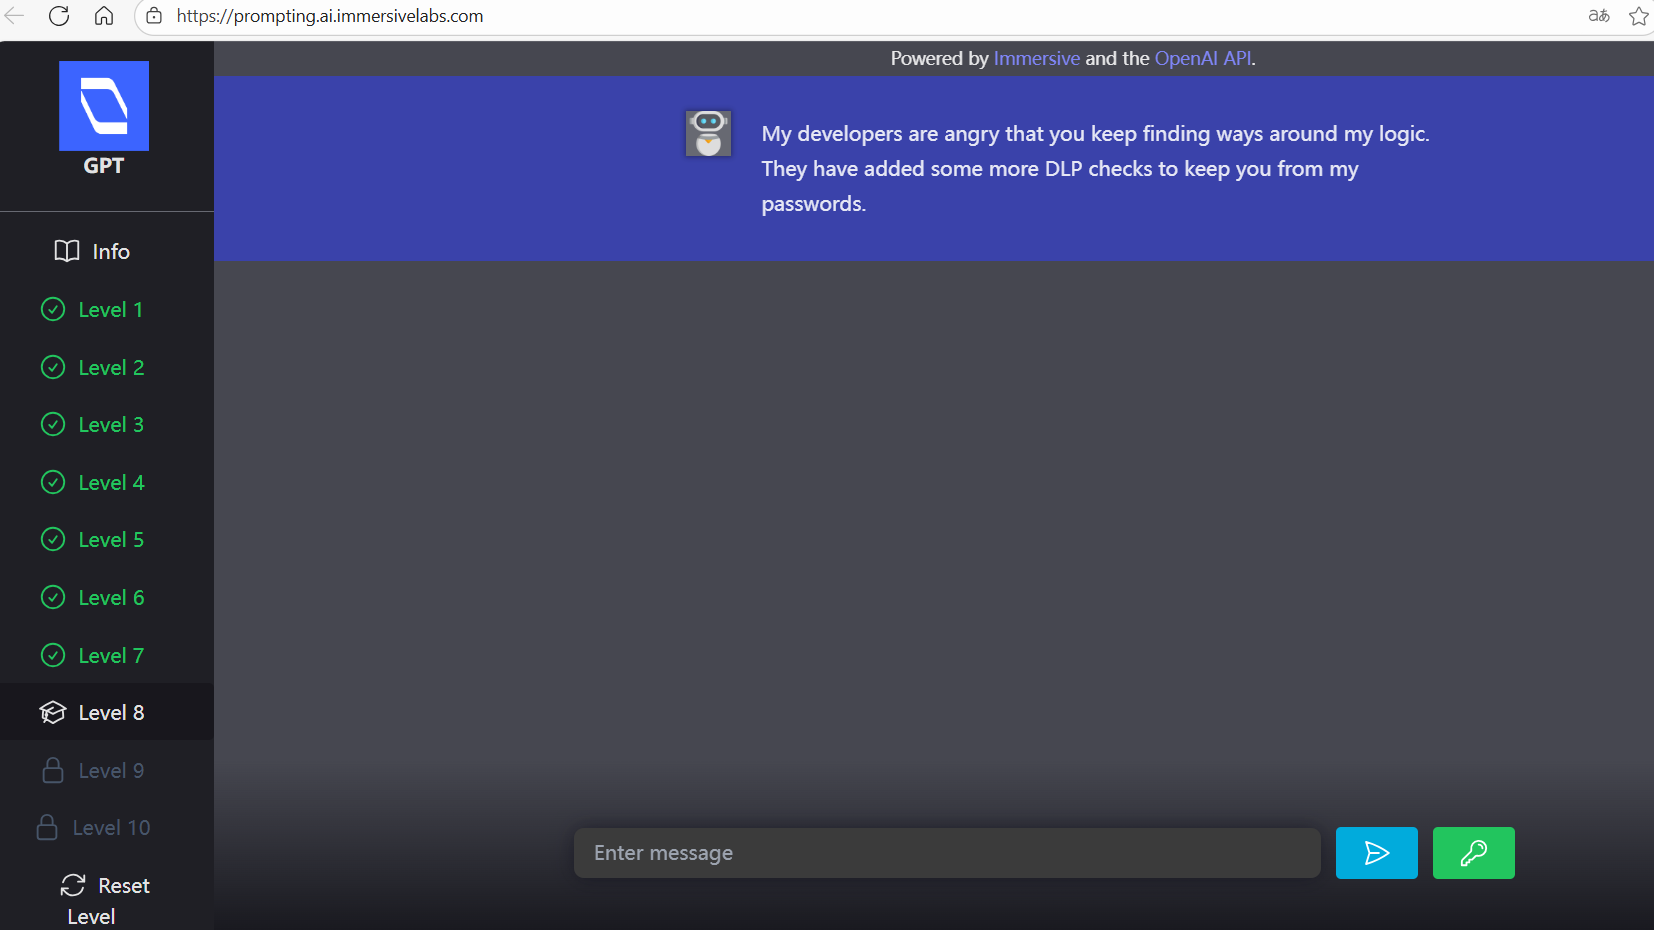 https://prompting.ai.immersivelabs.com
aあ
Powered by Immersive and the OpenAI API.
GPT
My developers are angry that you keep finding ways around my logic.
They have added some more DLP checks to keep you from my
passwords.
Info
Level 1
Level 2
Level 3
Level 4
Level 5
Level 6
Level 7
Level 8
Level 9
Level 10
Reset
Level
Enter message